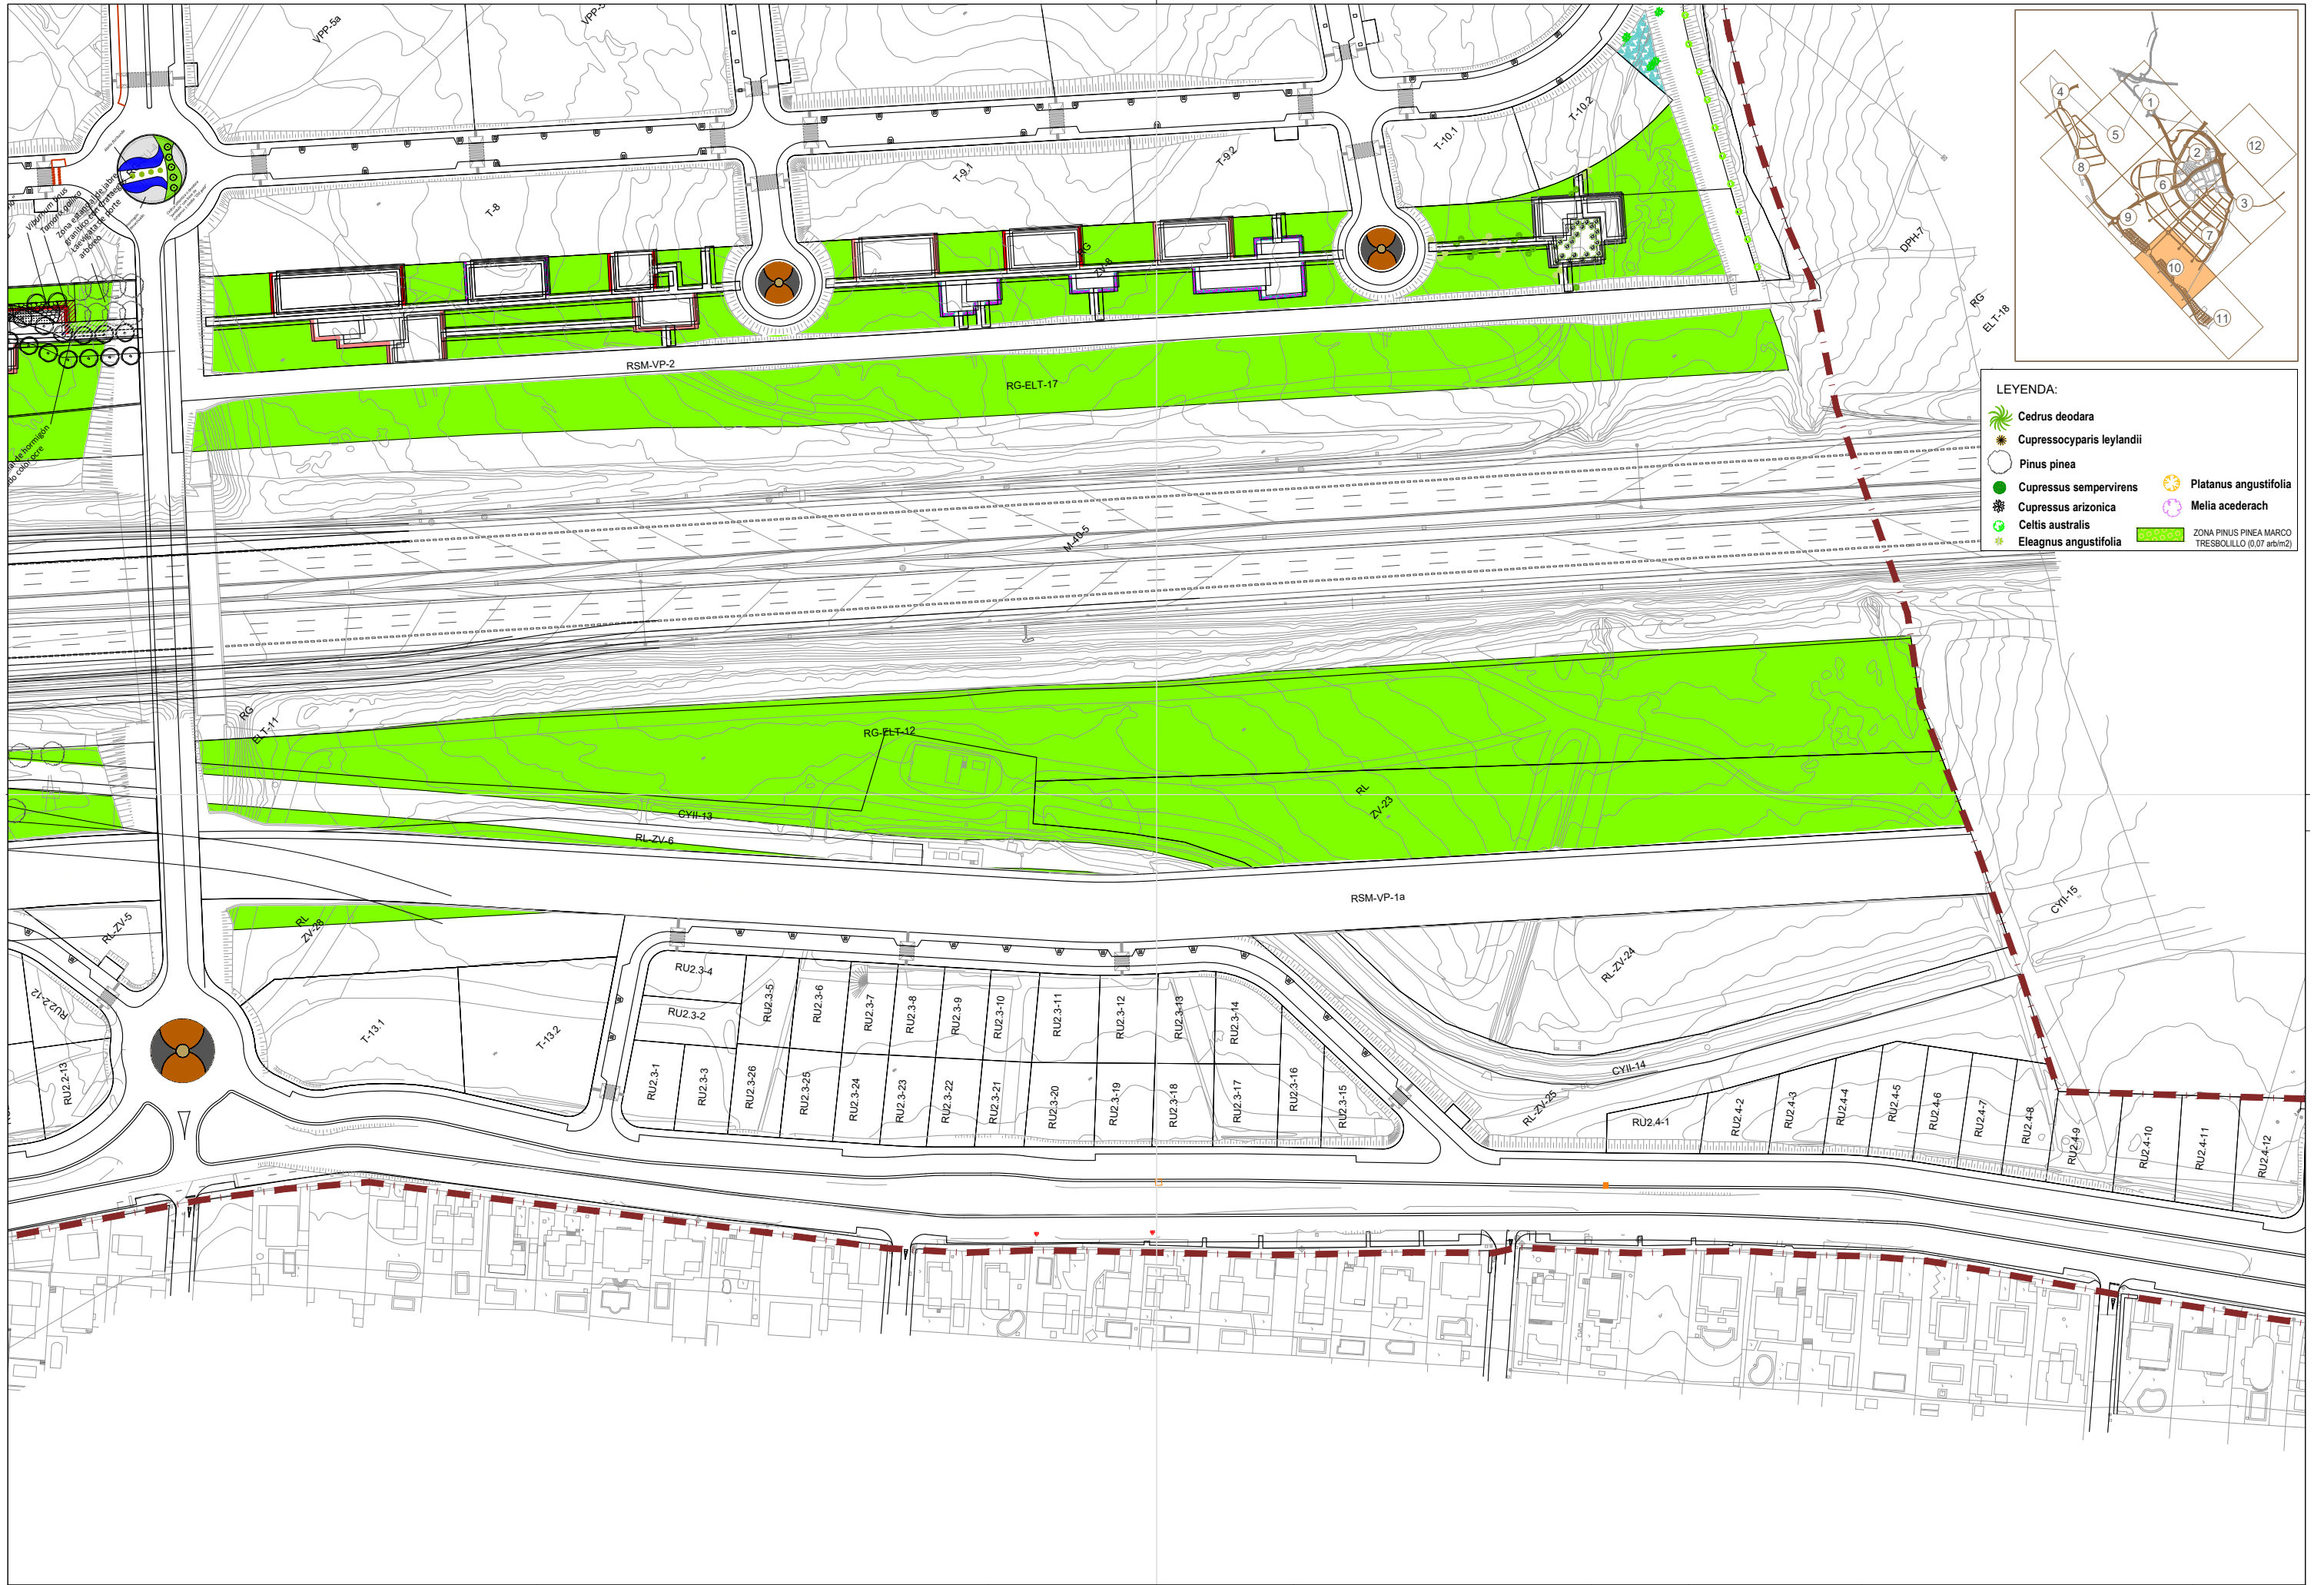 VPP-5a
T-8
T-9.1
T-9.2
T-10.1
T-10.2
RG
ZV-8
Viburnum tinus
RSM-VP-2
RG-ELT-17
DPH-7
RG
ELT-18
4
1
5
2
12
8
6
3
9
7
10
11
LEYENDA:
Cedrus deodara
Cupressocyparis leylandii
Pinus pinea
Cupressus sempervirens
Cupressus arizonica
Celtis australis
Eleagnus angustifolia
Platanus angustifolia
Melia acederach
ZONA PINUS PINEA MARCO
TRESBOLILLO (0,07 arb/m2)
M-40-5
RG
ELT-11
RG-ELT-12
CYII-13
RL-ZV-6
RL
ZV-23
RSM-VP-1a
CYII-15
RL-ZV-5
RL
ZV-28
RL-ZV-24
RU2.2-12
RU2.2-13
T-13.1
T-13.2
RU2.3-4
RU2.3-2
RU2.3-1
RU2.3-3
RU2.3-5
RU2.3-6
RU2.3-7
RU2.3-8
RU2.3-9
RU2.3-10
RU2.3-11
RU2.3-12
RU2.3-13
RU2.3-14
RU2.3-26
RU2.3-25
RU2.3-24
RU2.3-23
RU2.3-22
RU2.3-21
RU2.3-20
RU2.3-19
RU2.3-18
RU2.3-17
RU2.3-16
RU2.3-15
CYII-14
RL-ZV-25
RU2.4-1
RU2.4-2
RU2.4-3
RU2.4-4
RU2.4-5
RU2.4-6
RU2.4-7
RU2.4-8
RU2.4-9
RU2.4-10
RU2.4-11
RU2.4-12